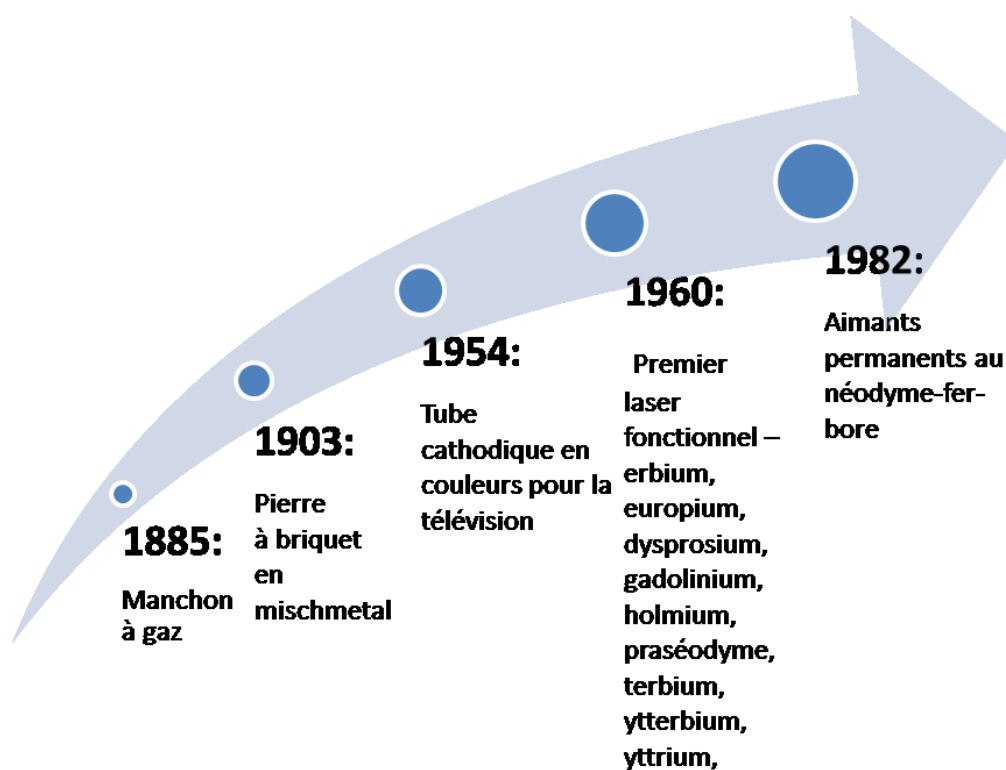 1885:
Manchon
à gaz
1903:
Pierre
à briquet
en
mischmetal
1954:
Tube
cathodique en
couleurs pour la
télévision
1960:
Premier
laser
fonctionnel –
erbium,
europium,
dysprosium,
gadolinium,
holmium,
praséodyme,
terbium,
ytterbium,
yttrium,
1982:
Aimants
permanents au
néodyme-fer-
bore